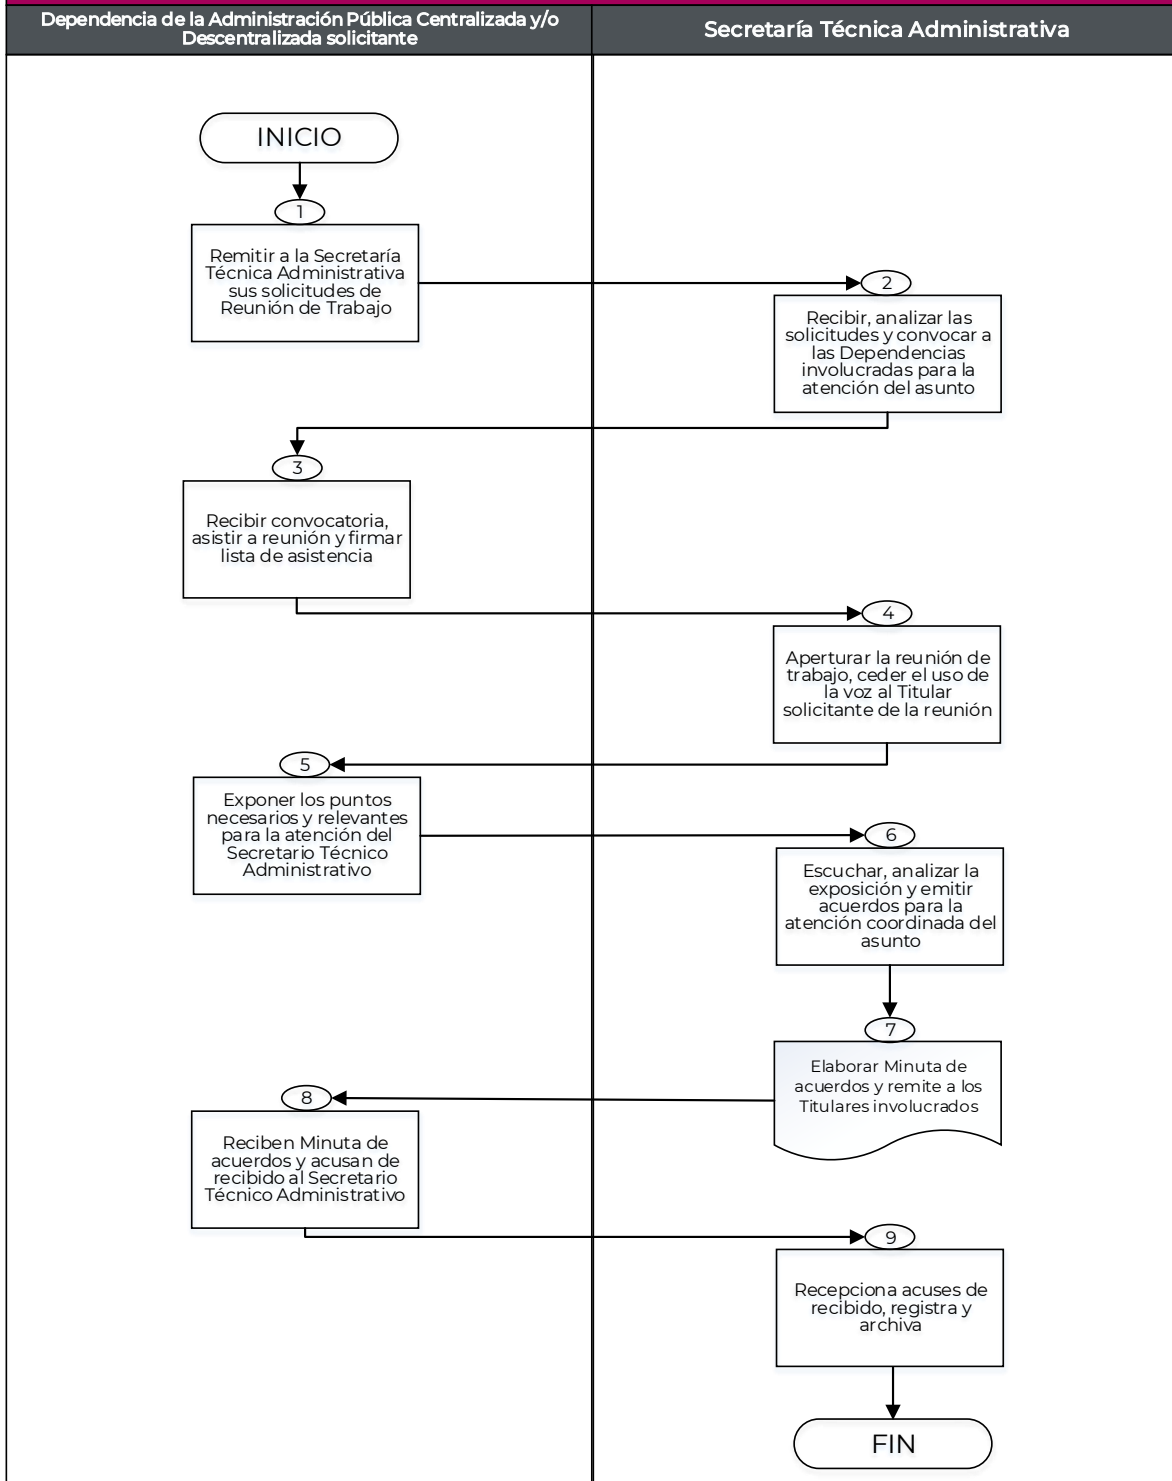 Dependencia de la Administración Pública Centralizada y/o
Descentralizada solicitante
Secretaría Técnica Administrativa
INICIO
1
Remitir a la Secretaría
Técnica Administrativa
sus solicitudes de
Reunión de Trabajo
2
Recibir, analizar las
solicitudes y convocar a
las Dependencias
involucradas para la
atención del asunto
3
Recibir convocatoria,
asistir a reunión y firmar
lista de asistencia
4
Aperturar la reunión de
trabajo, ceder el uso de
la voz al Titular
solicitante de la reunión
5
Exponer los puntos
necesarios y relevantes
para la atención del
Secretario Técnico
Administrativo
6
Escuchar, analizar la
exposición y emitir
acuerdos para la
atención coordinada del
asunto
7
Elaborar Minuta de
acuerdos y remite a los
Titulares involucrados
8
Reciben Minuta de
acuerdos y acusan de
recibido al Secretario
Técnico Administrativo
9
Recepciona acuses de
recibido, registra y
archiva
FIN